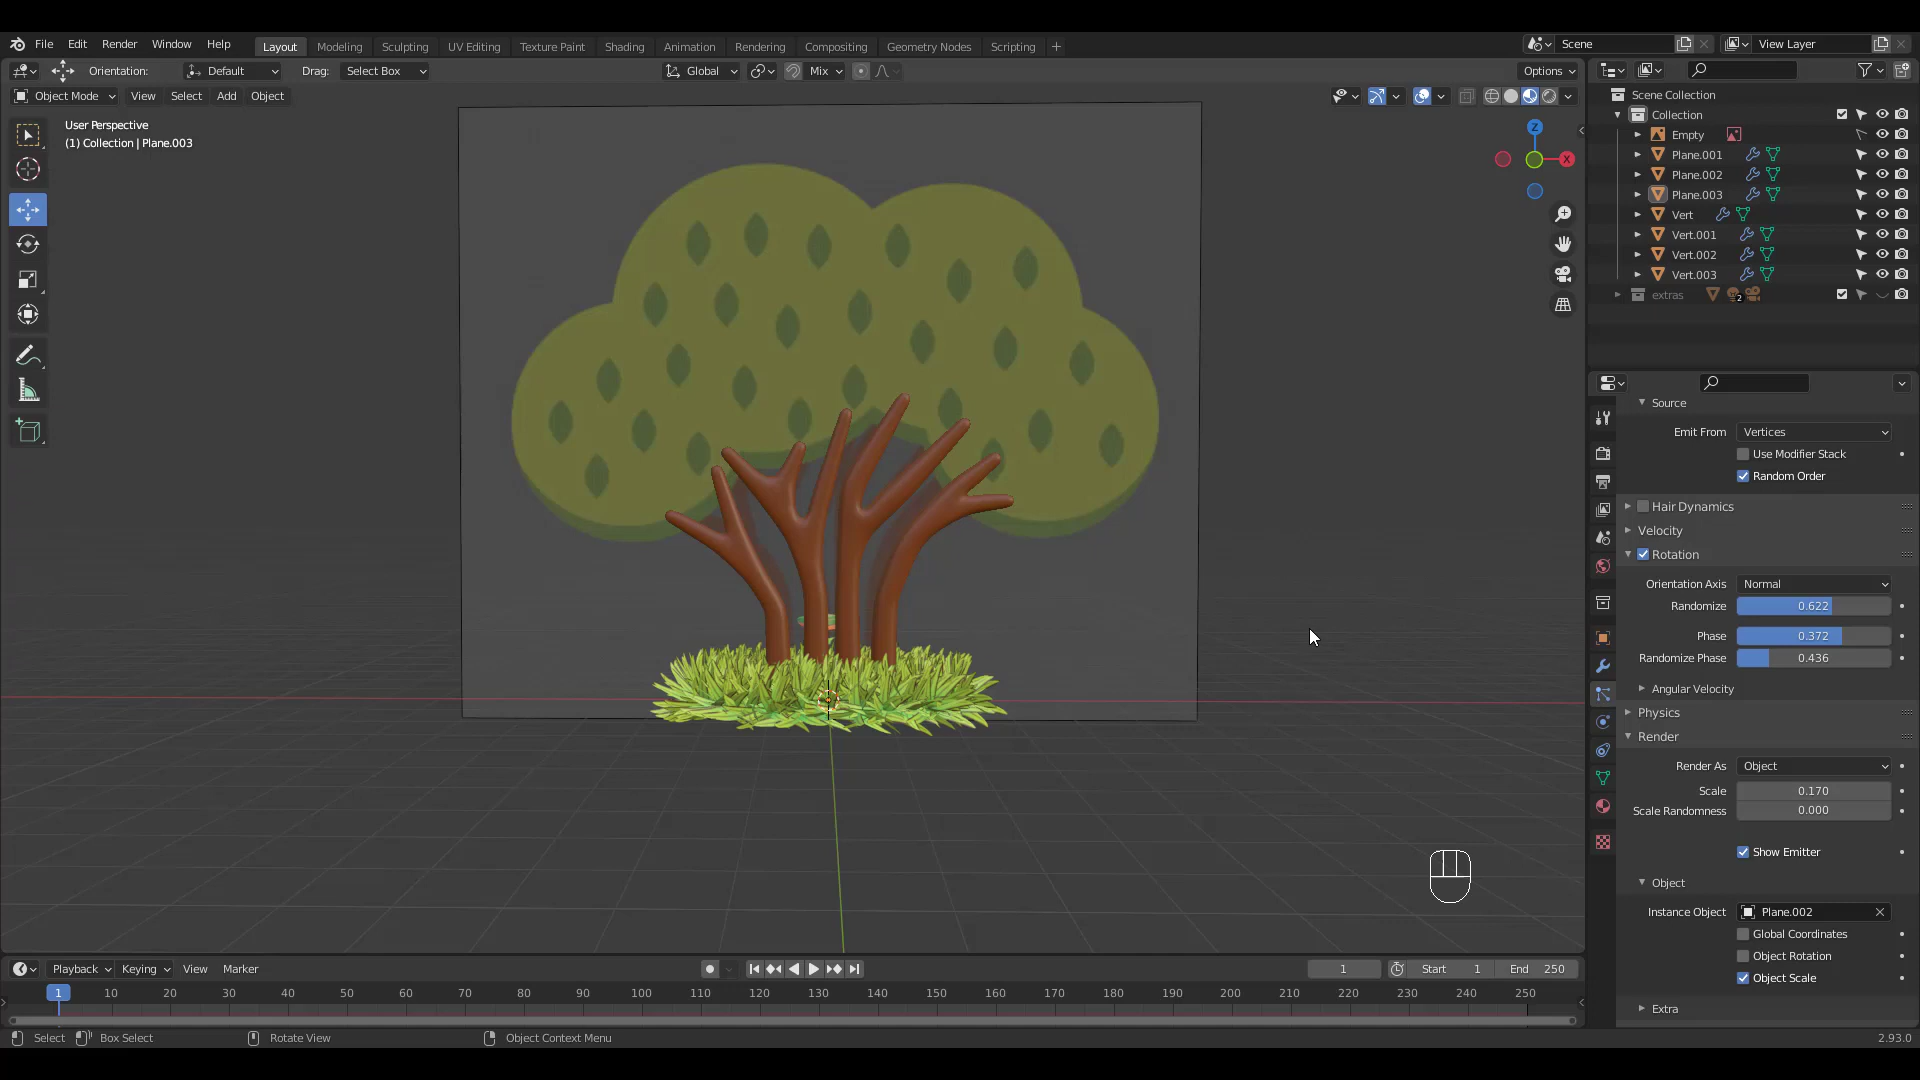 File Edit Render Window Help Layout Modeling Sculpting UV Editing Texture Paint Shading Animation Rendering Compositing Geometry Nodes Scripting + Scene View Layer
Orientation: Default Drag: Select Box Global Mix Options
Object Mode View Select Add Object
User Perspective
(1) Collection | Plane.003
Z
X
Scene Collection
Collection
Empty
Plane.001
Plane.002
Plane.003
Vert
Vert.001
Vert.002
Vert.003
extras 2
Source
Emit From Vertices
Use Modifier Stack
Random Order
Hair Dynamics
Velocity
Rotation
Orientation Axis Normal
Randomize 0.622
Phase 0.372
Randomize Phase 0.436
Angular Velocity
Physics
Render
Render As Object
Scale 0.170
Scale Randomness 0.000
Show Emitter
Object
Instance Object Plane.002
Global Coordinates
Object Rotation
Object Scale
Extra
Playback Keying View Marker 1 Start 1 End 250
1 10 20 30 40 50 60 70 80 90 100 110 120 130 140 150 160 170 180 190 200 210 220 230 240 250
Select Box Select Rotate View Object Context Menu 2.93.0